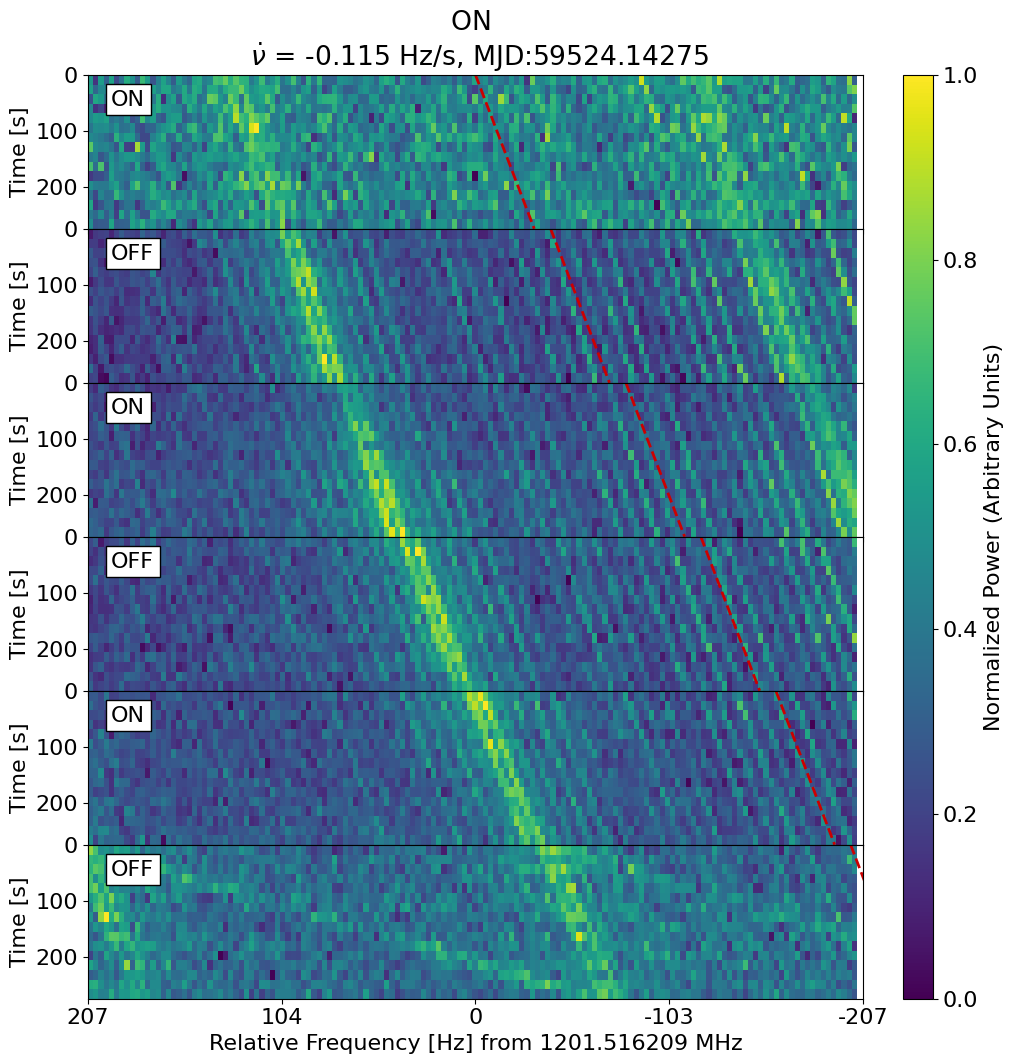 ON
ν̇ = -0.115 Hz/s, MJD:59524.14275
0
ON
100
Time [s]
200
0
OFF
100
Time [s]
200
0
ON
100
Time [s]
200
0
OFF
100
Time [s]
200
0
ON
100
Time [s]
200
0
OFF
100
Time [s]
200
207 104 0 -103 -207
Relative Frequency [Hz] from 1201.516209 MHz
1.0
0.8
0.6
0.4
0.2
0.0
Normalized Power (Arbitrary Units)